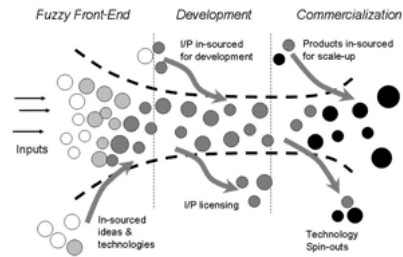 Fuzzy Front-End
Development
Commercialization
I/P in-sourced
for development
Products in-sourced
for scale-up
Inputs
In-sourced
ideas &
technologies
I/P licensing
Technology
Spin-outs